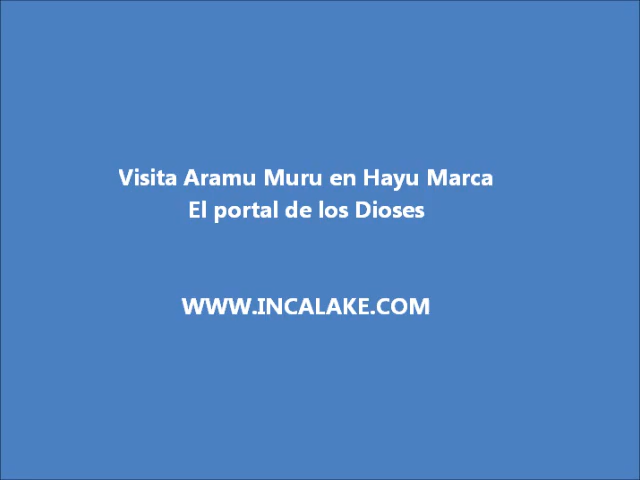 Visita Aramu Muru en Hayu Marca
El portal de los Dioses
WWW.INCALAKE.COM